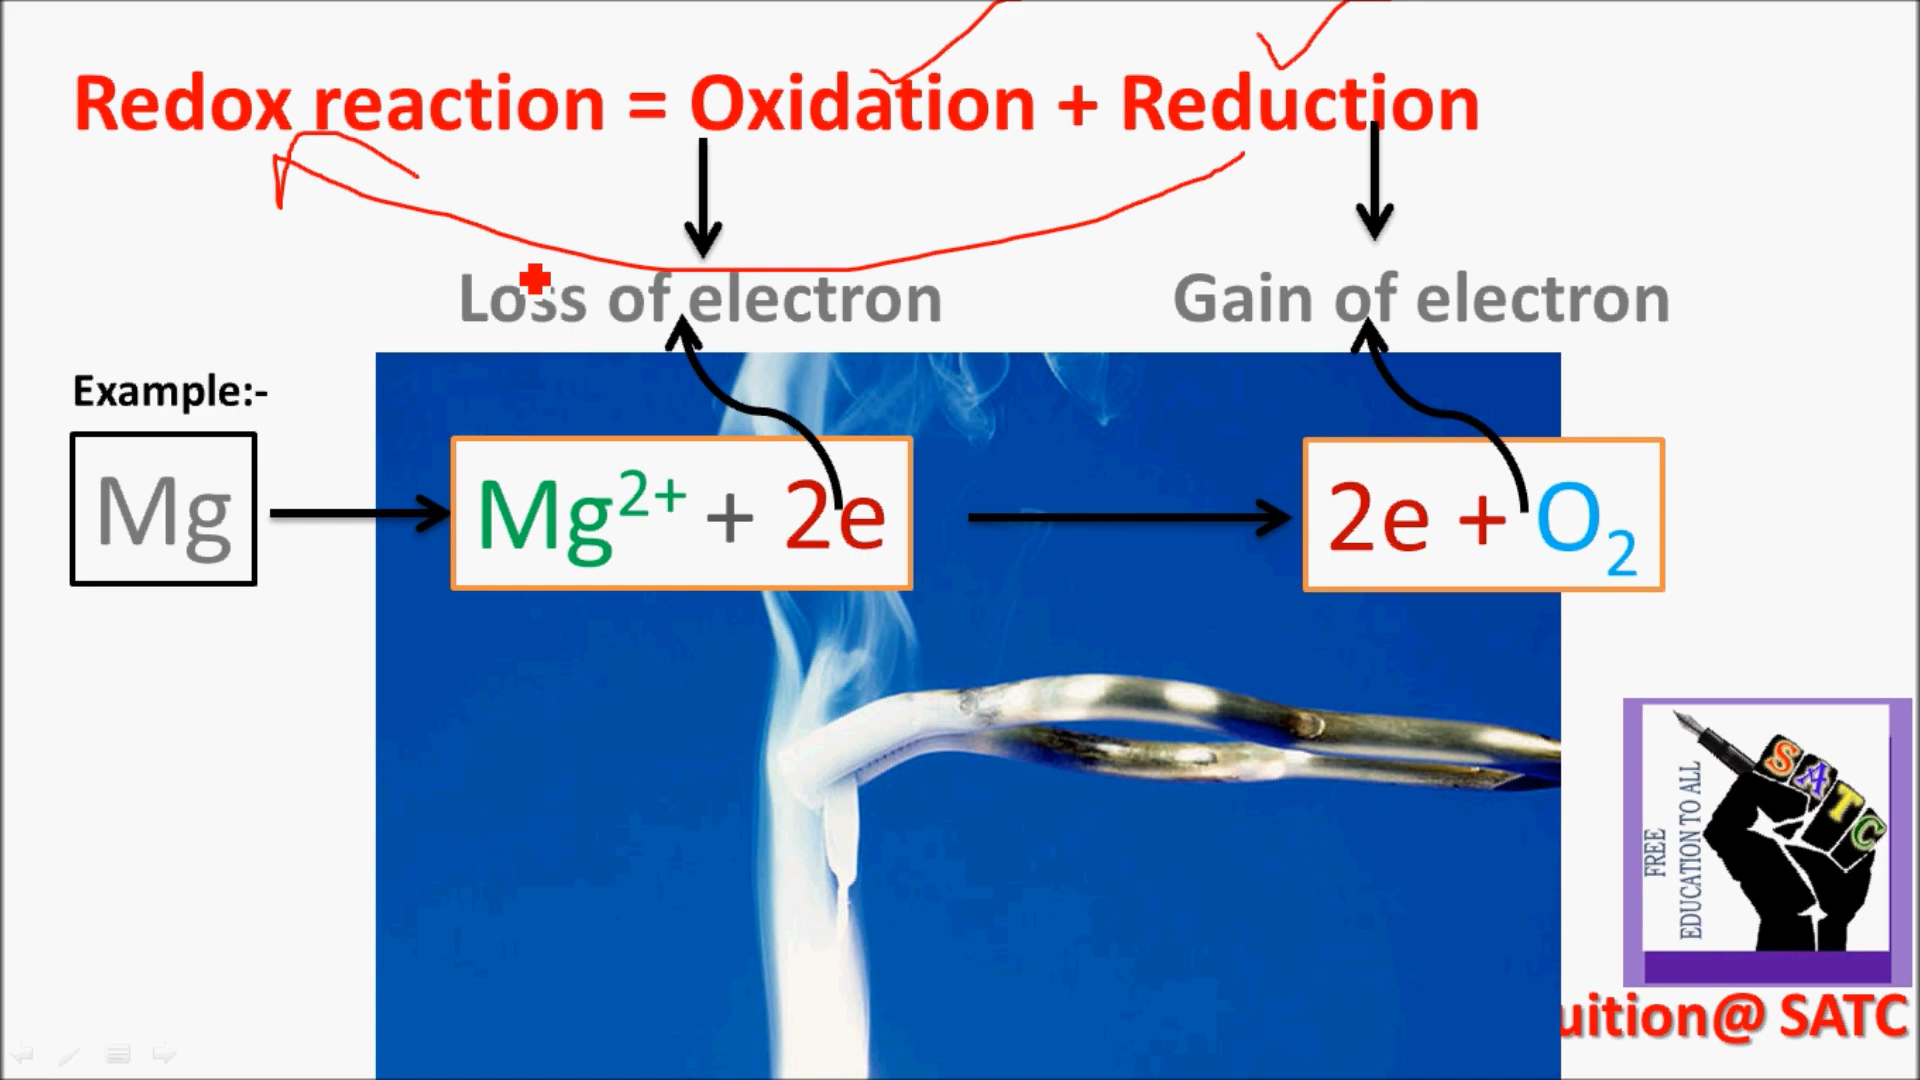 Redox reaction = Oxidation + Reduction
Loss of electron
Gain of electron
Example:-
Mg
Mg²⁺ + 2e
2e + O₂
FREE
EDUCATION TO ALL
SATC
uition@ SATC